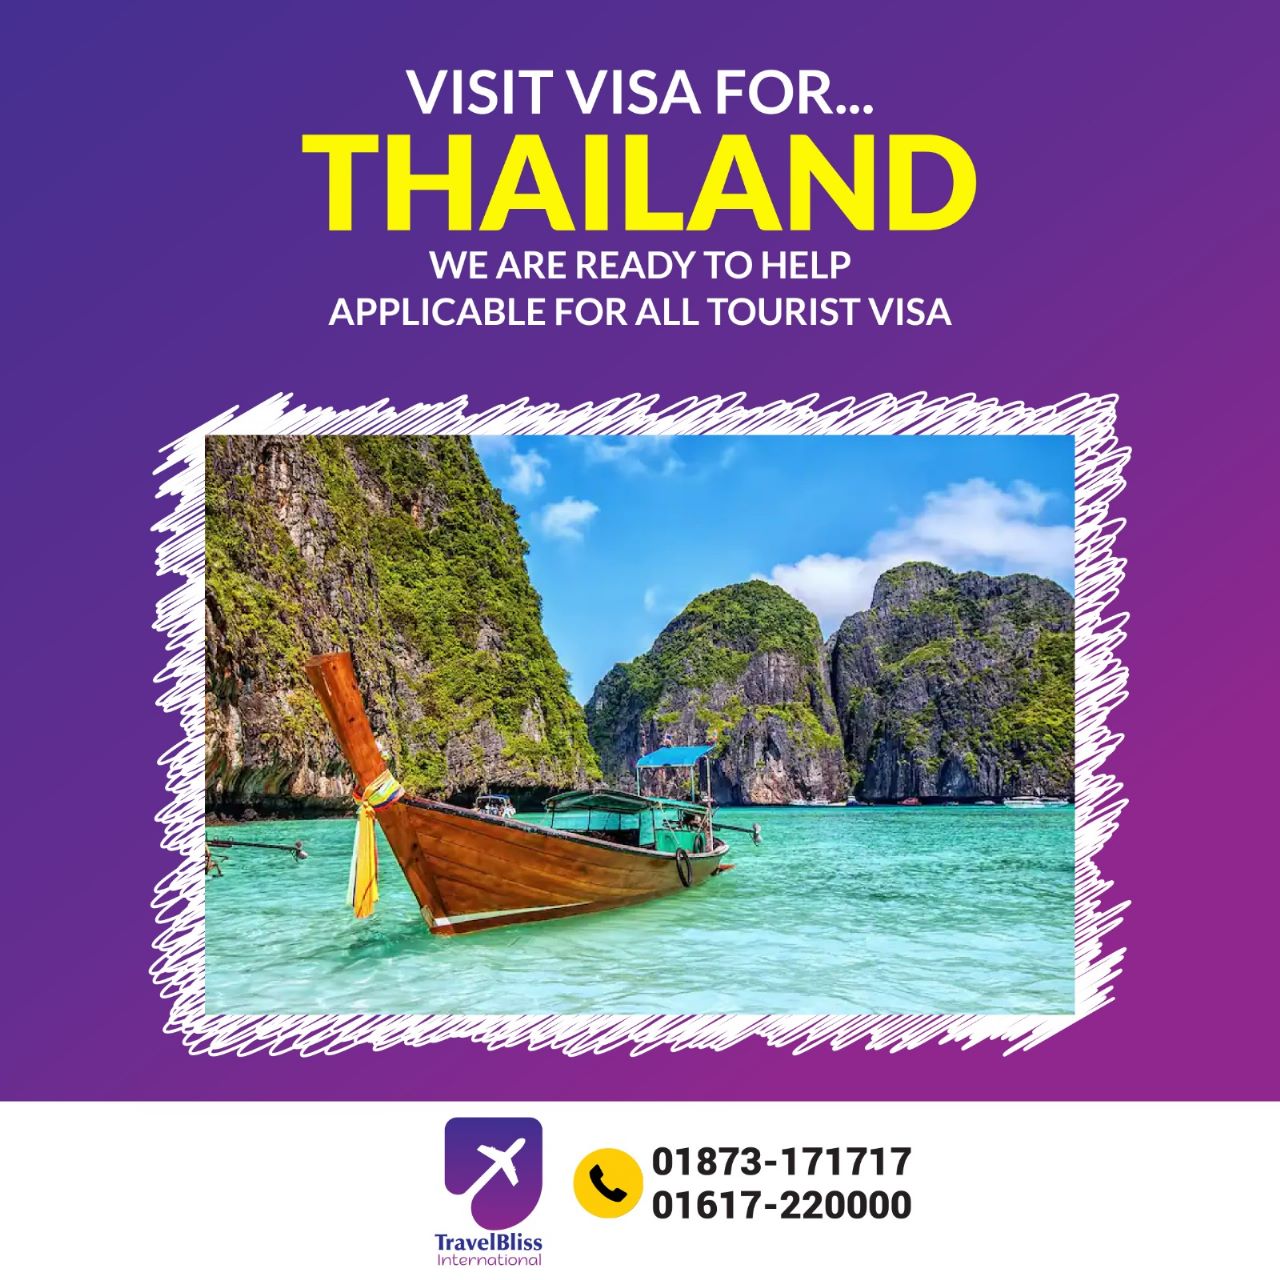 VISIT VISA FOR...
THAILAND
WE ARE READY TO HELP
APPLICABLE FOR ALL TOURIST VISA
01873-171717
01617-220000
TravelBliss
International